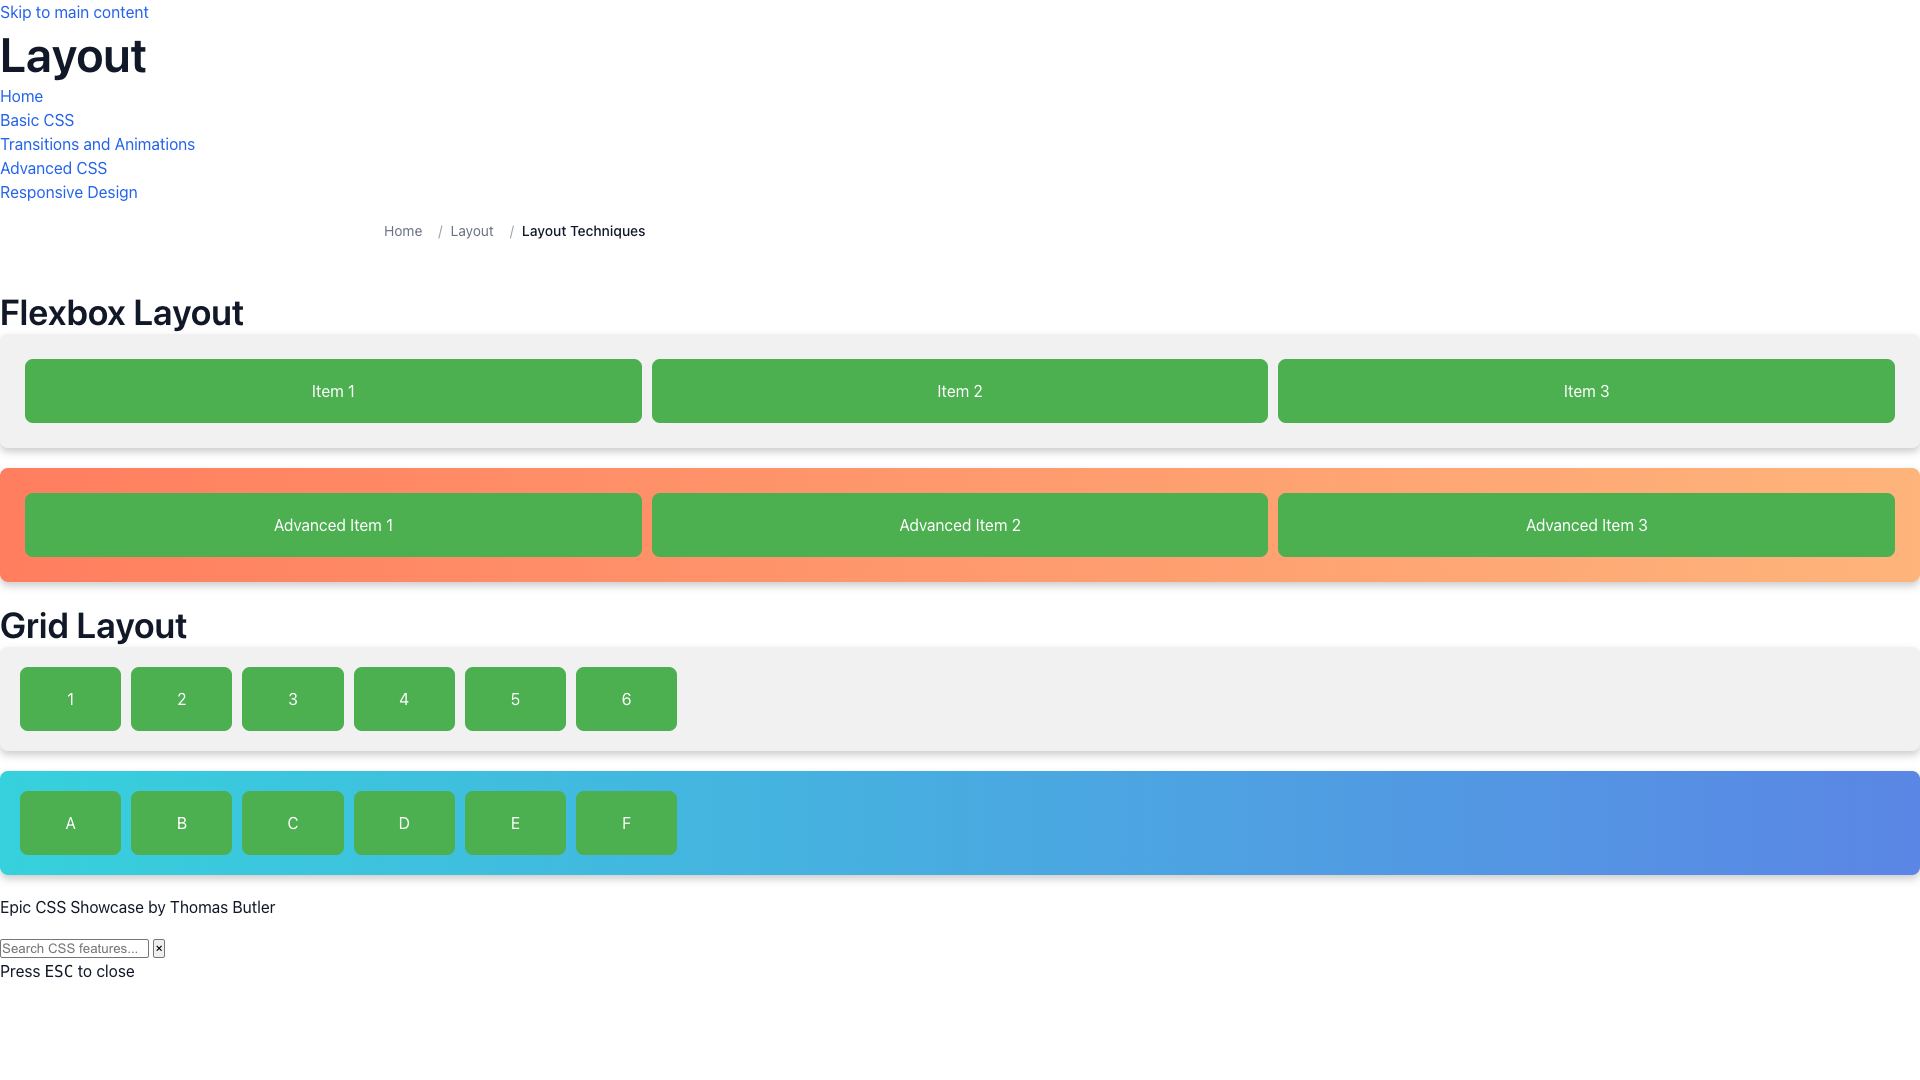 Skip to main content
Layout
Home
Basic CSS
Transitions and Animations
Advanced CSS
Responsive Design
Home / Layout / Layout Techniques
Flexbox Layout
Item 1 Item 2 Item 3
Advanced Item 1 Advanced Item 2 Advanced Item 3
Grid Layout
1 2 3 4 5 6
A B C D E F
Epic CSS Showcase by Thomas Butler
Search CSS features... ×
Press ESC to close